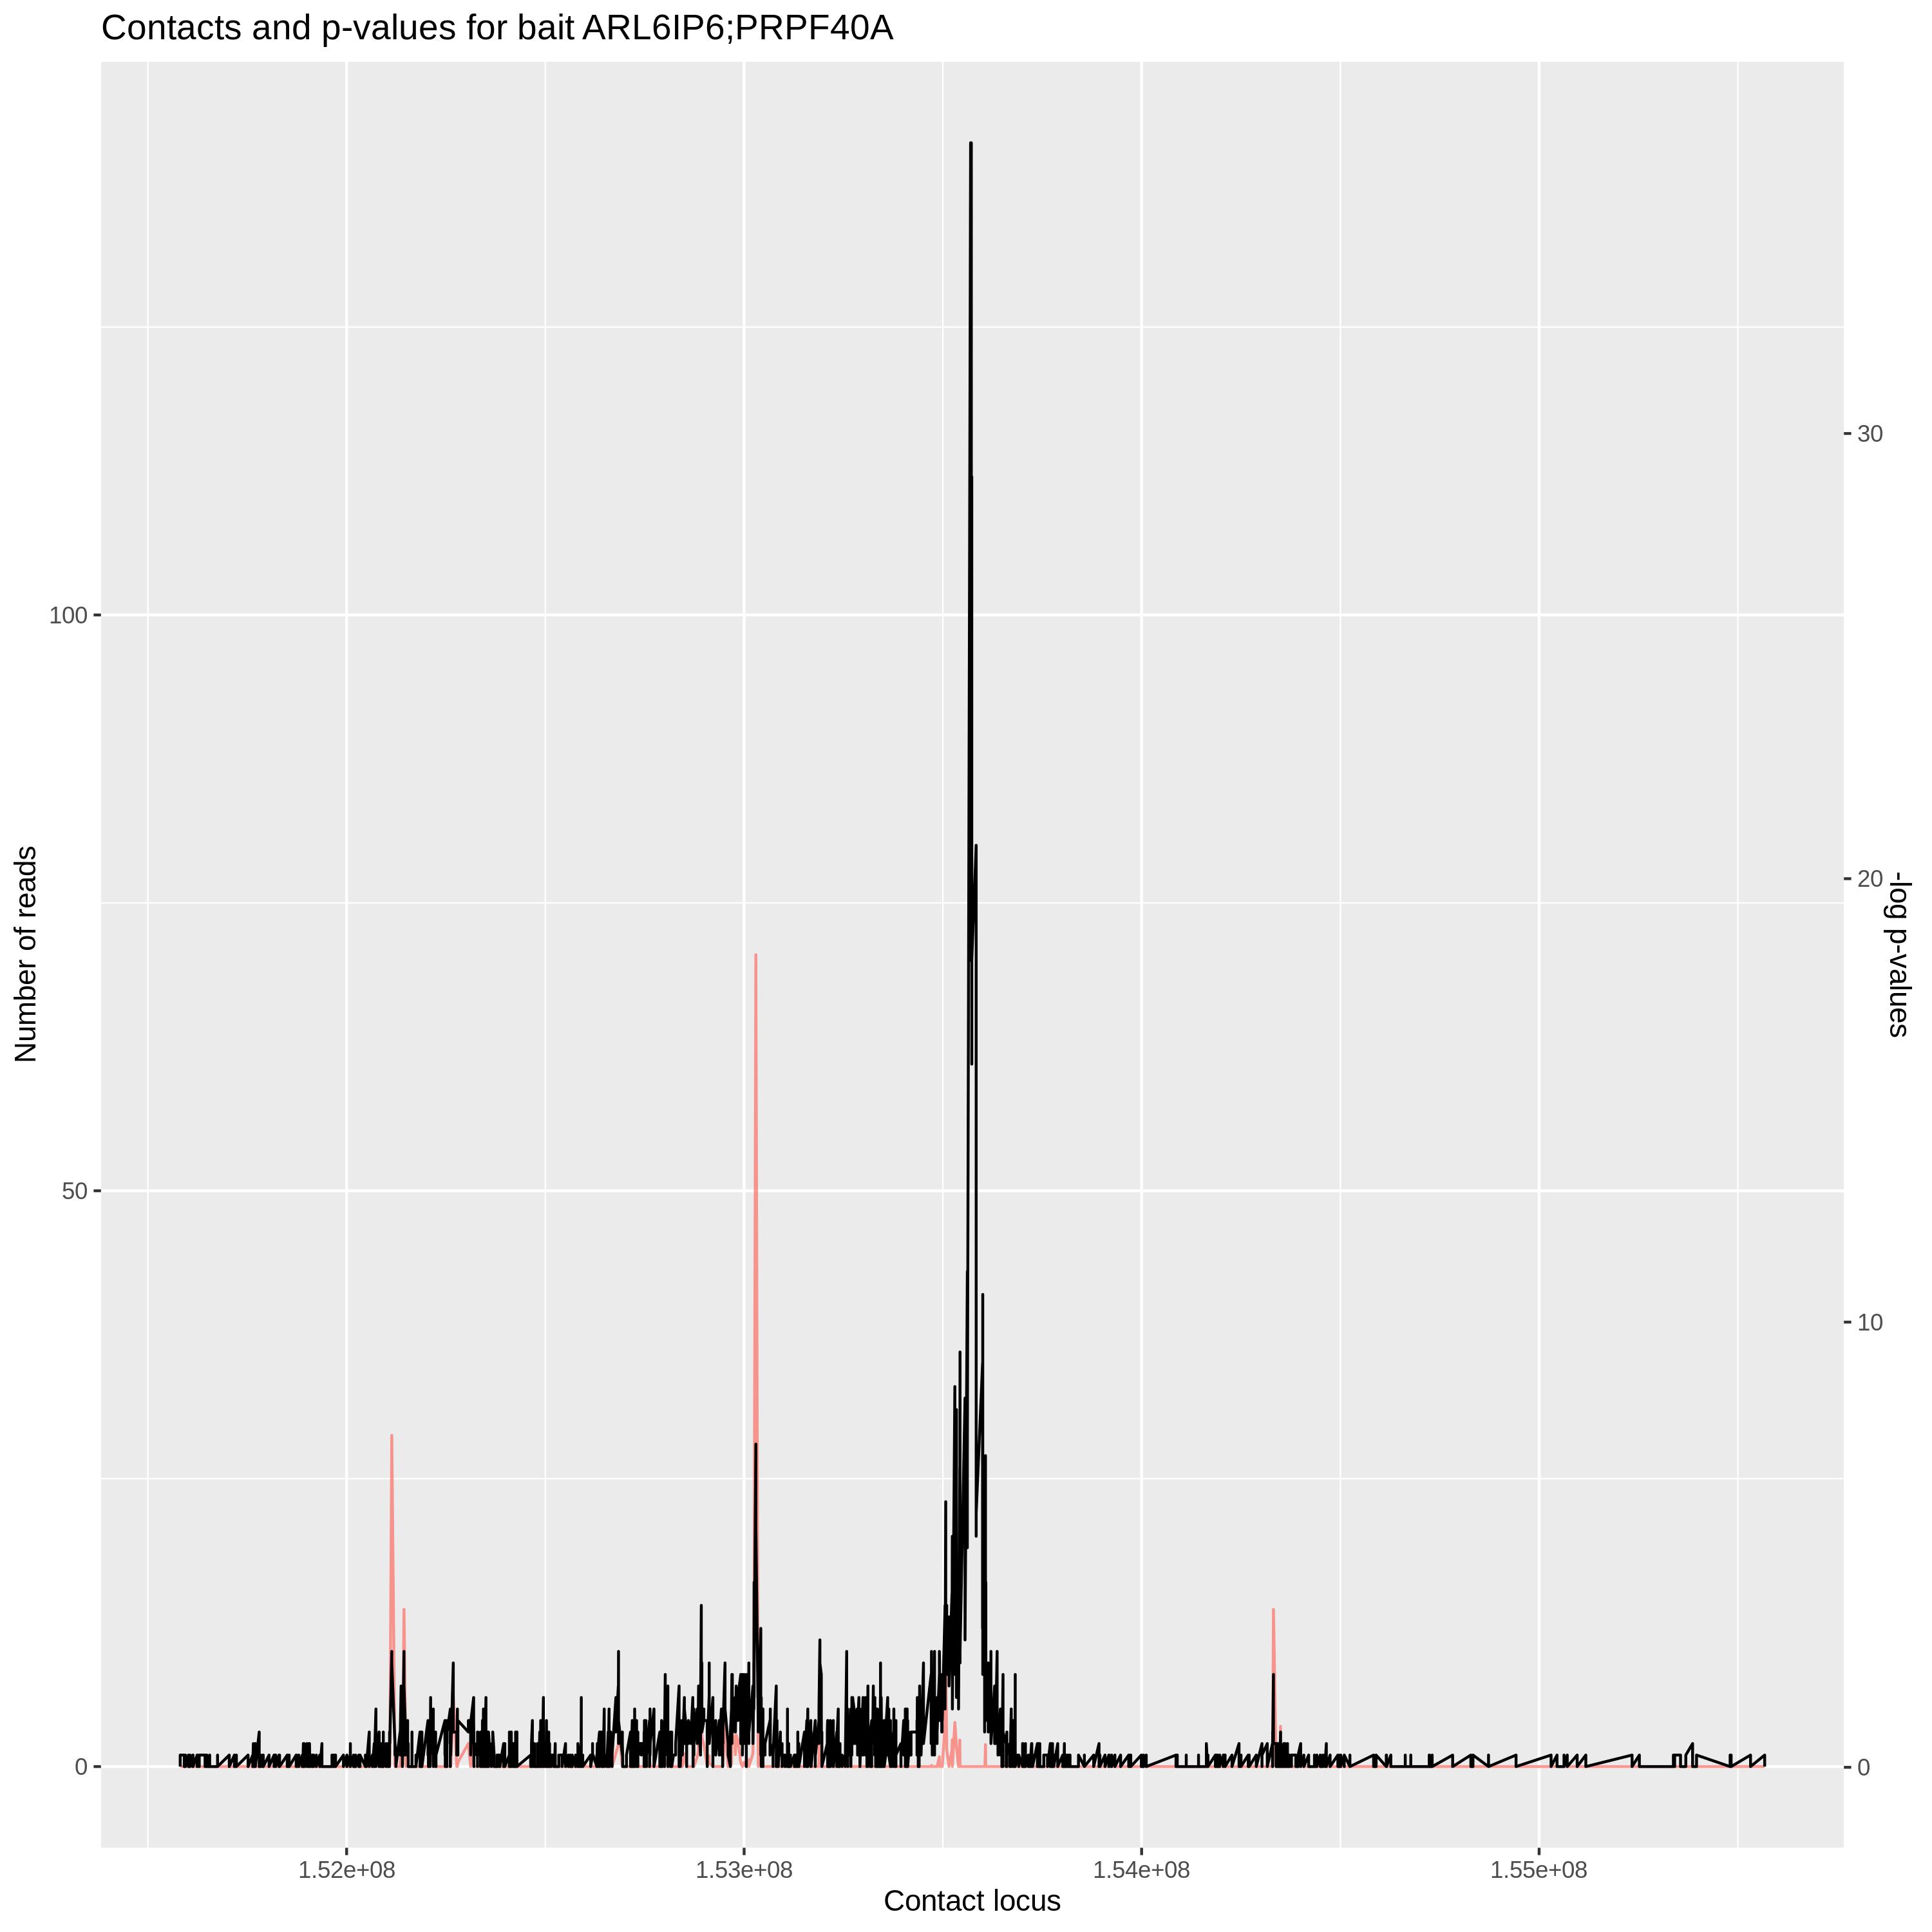 Contacts and p-values for bait ARL6IP6;PRPF40A
Number of reads
100
50
0
30
20
10
0
-log p-values
1.52e+08
1.53e+08
1.54e+08
1.55e+08
Contact locus